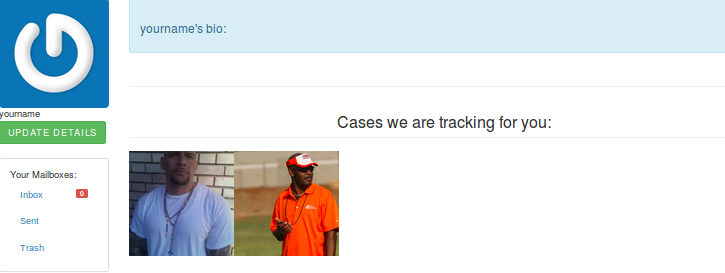 yourname's bio:
yourname
UPDATE DETAILS
Cases we are tracking for you:
Your Mailboxes:
Inbox 0
Sent
Trash